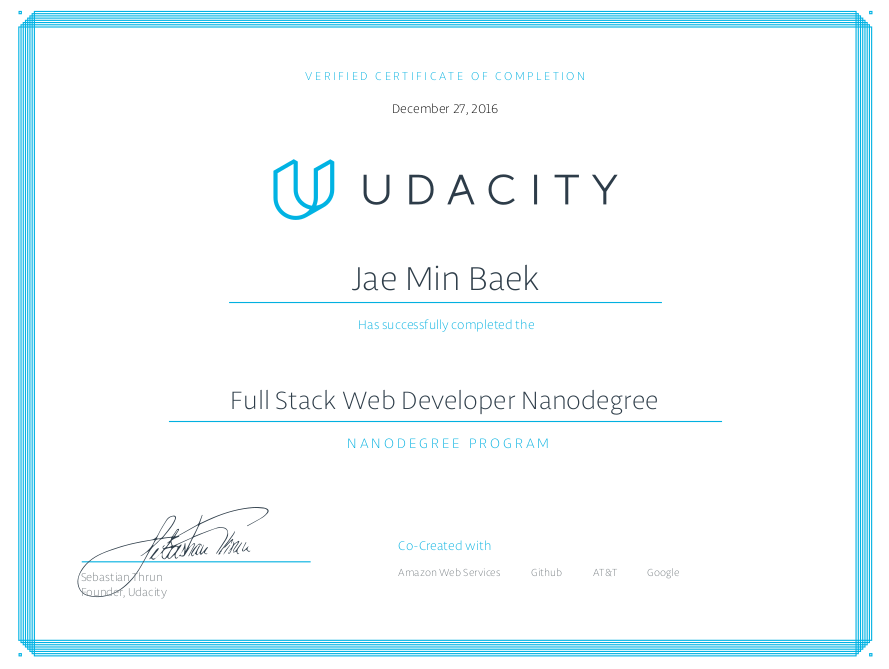 VERIFIED CERTIFICATE OF COMPLETION
December 27, 2016
UDACITY
Jae Min Baek
Has successfully completed the
Full Stack Web Developer Nanodegree
NANODEGREE PROGRAM
Sebastian Thrun
Co-Created with
Sebastian Thrun
Founder, Udacity
Amazon Web Services Github AT&T Google